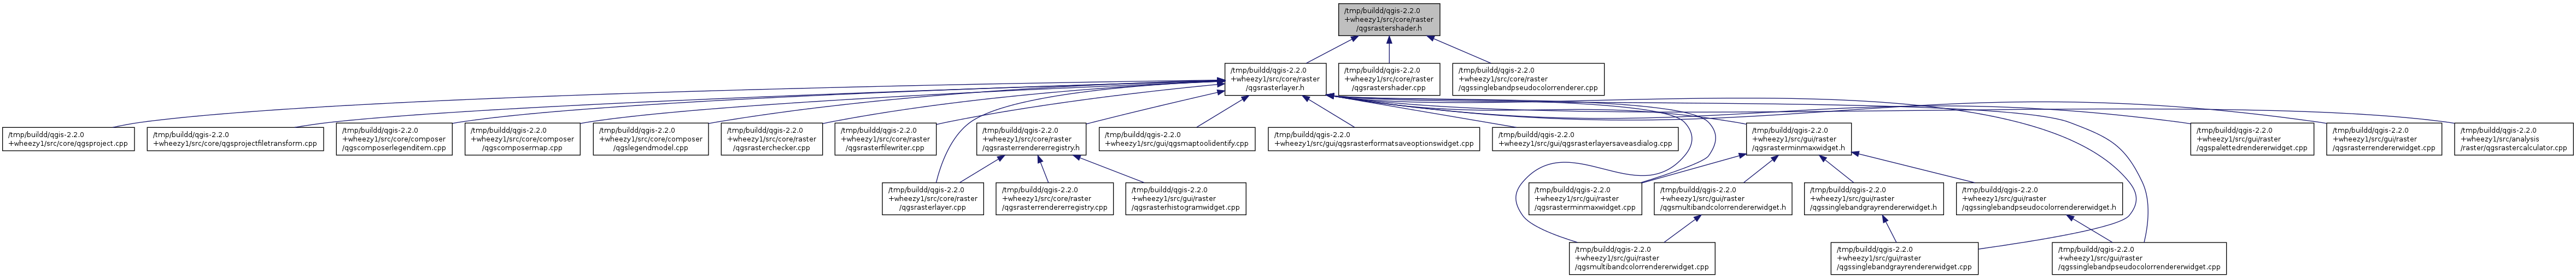 /tmp/buildd/qgis-2.2.0
+wheezy1/src/core/raster
/qgsrastershader.h
/tmp/buildd/qgis-2.2.0
+wheezy1/src/core/raster
/qgsrasterlayer.h
/tmp/buildd/qgis-2.2.0
+wheezy1/src/core/raster
/qgsrastershader.cpp
/tmp/buildd/qgis-2.2.0
+wheezy1/src/core/raster
/qgssinglebandpseudocolorrenderer.cpp
/tmp/buildd/qgis-2.2.0
+wheezy1/src/core/qgsproject.cpp
/tmp/buildd/qgis-2.2.0
+wheezy1/src/core/qgsprojectfiletransform.cpp
/tmp/buildd/qgis-2.2.0
+wheezy1/src/core/composer
/qgscomposerlegenditem.cpp
/tmp/buildd/qgis-2.2.0
+wheezy1/src/core/composer
/qgscomposermap.cpp
/tmp/buildd/qgis-2.2.0
+wheezy1/src/core/composer
/qgslegendmodel.cpp
/tmp/buildd/qgis-2.2.0
+wheezy1/src/core/raster
/qgsrasterchecker.cpp
/tmp/buildd/qgis-2.2.0
+wheezy1/src/core/raster
/qgsrasterfilewriter.cpp
/tmp/buildd/qgis-2.2.0
+wheezy1/src/core/raster
/qgsrasterrendererregistry.h
/tmp/buildd/qgis-2.2.0
+wheezy1/src/gui/qgsmaptoolidentify.cpp
/tmp/buildd/qgis-2.2.0
+wheezy1/src/gui/qgsrasterformatsaveoptionswidget.cpp
/tmp/buildd/qgis-2.2.0
+wheezy1/src/gui/qgsrasterlayersaveasdialog.cpp
/tmp/buildd/qgis-2.2.0
+wheezy1/src/gui/raster
/qgsrasterminmaxwidget.h
/tmp/buildd/qgis-2.2.0
+wheezy1/src/gui/raster
/qgspalettedrendererwidget.cpp
/tmp/buildd/qgis-2.2.0
+wheezy1/src/gui/raster
/qgsrasterrendererwidget.cpp
/tmp/buildd/qgis-2.2.0
+wheezy1/src/analysis
/raster/qgsrastercalculator.cpp
/tmp/buildd/qgis-2.2.0
+wheezy1/src/core/raster
/qgsrasterlayer.cpp
/tmp/buildd/qgis-2.2.0
+wheezy1/src/core/raster
/qgsrasterrendererregistry.cpp
/tmp/buildd/qgis-2.2.0
+wheezy1/src/gui/raster
/qgsrasterhistogramwidget.cpp
/tmp/buildd/qgis-2.2.0
+wheezy1/src/gui/raster
/qgsrasterminmaxwidget.cpp
/tmp/buildd/qgis-2.2.0
+wheezy1/src/gui/raster
/qgsmultibandcolorrendererwidget.h
/tmp/buildd/qgis-2.2.0
+wheezy1/src/gui/raster
/qgssinglebandgrayrendererwidget.h
/tmp/buildd/qgis-2.2.0
+wheezy1/src/gui/raster
/qgssinglebandpseudocolorrendererwidget.h
/tmp/buildd/qgis-2.2.0
+wheezy1/src/gui/raster
/qgsmultibandcolorrendererwidget.cpp
/tmp/buildd/qgis-2.2.0
+wheezy1/src/gui/raster
/qgssinglebandgrayrendererwidget.cpp
/tmp/buildd/qgis-2.2.0
+wheezy1/src/gui/raster
/qgssinglebandpseudocolorrendererwidget.cpp